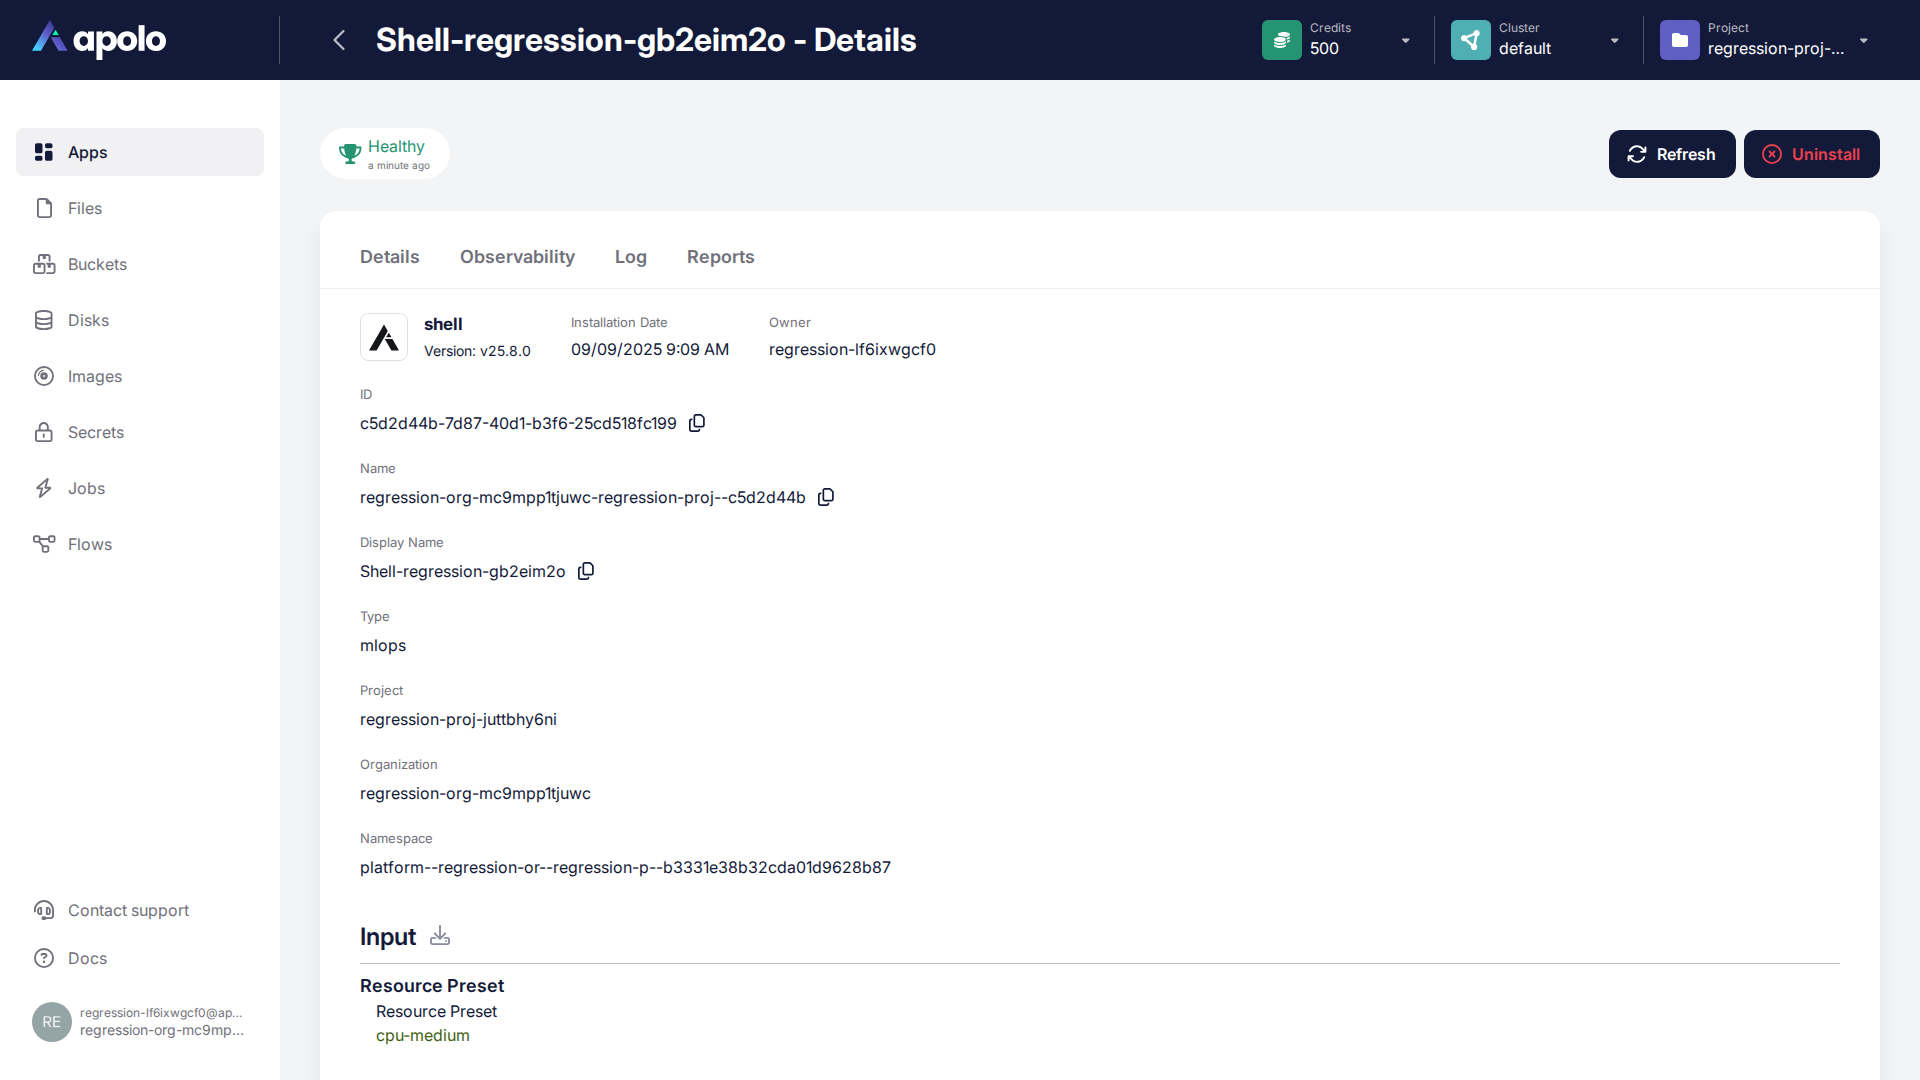 apolo
Shell-regression-gb2eim2o - Details
Credits
500
Cluster
default
Project
regression-proj-...
Apps
Files
Buckets
Disks
Images
Secrets
Jobs
Flows
Contact support
Docs
RE
regression-lf6ixwgcf0@ap...
regression-org-mc9mp...
Healthy
a minute ago
Refresh
Uninstall
Details
Observability
Log
Reports
shell
Version: v25.8.0
Installation Date
09/09/2025 9:09 AM
Owner
regression-lf6ixwgcf0
ID
c5d2d44b-7d87-40d1-b3f6-25cd518fc199
Name
regression-org-mc9mpp1tjuwc-regression-proj--c5d2d44b
Display Name
Shell-regression-gb2eim2o
Type
mlops
Project
regression-proj-juttbhy6ni
Organization
regression-org-mc9mpp1tjuwc
Namespace
platform--regression-or--regression-p--b3331e38b32cda01d9628b87
Input
Resource Preset
Resource Preset
cpu-medium